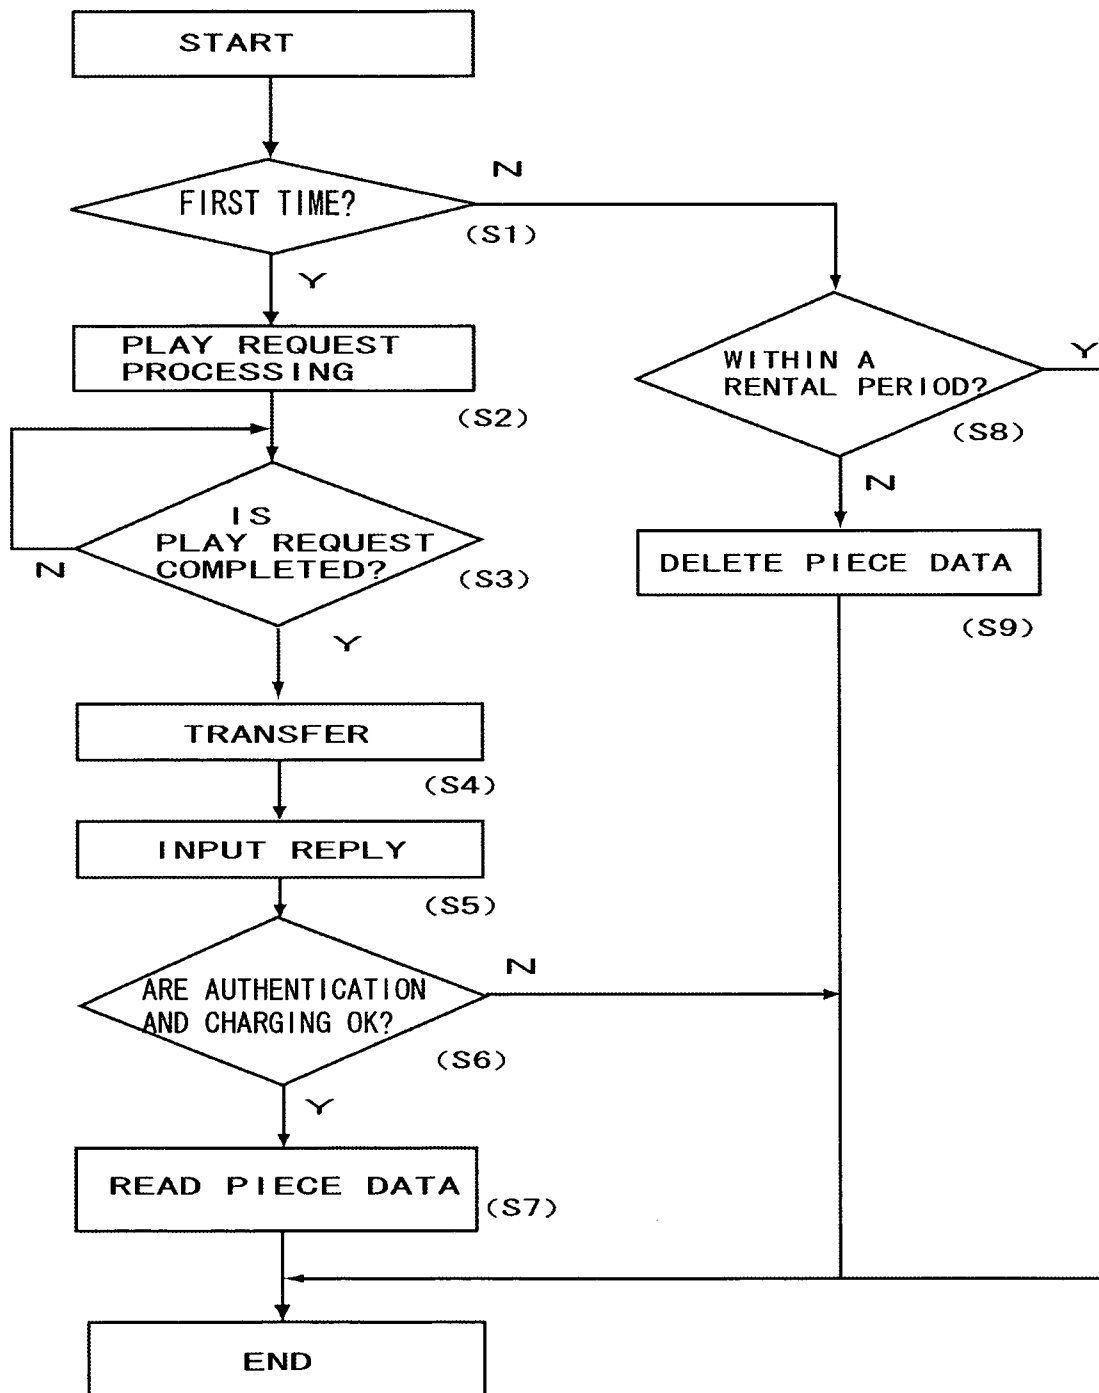 START
FIRST TIME?
N
(S1)
Y
PLAY REQUEST
PROCESSING
(S2)
WITHIN A
RENTAL PERIOD?
Y
(S8)
N
IS
PLAY REQUEST
COMPLETED?
N
(S3)
Y
DELETE PIECE DATA
(S9)
TRANSFER
(S4)
INPUT REPLY
(S5)
ARE AUTHENTICATION
AND CHARGING OK?
N
(S6)
Y
READ PIECE DATA
(S7)
END